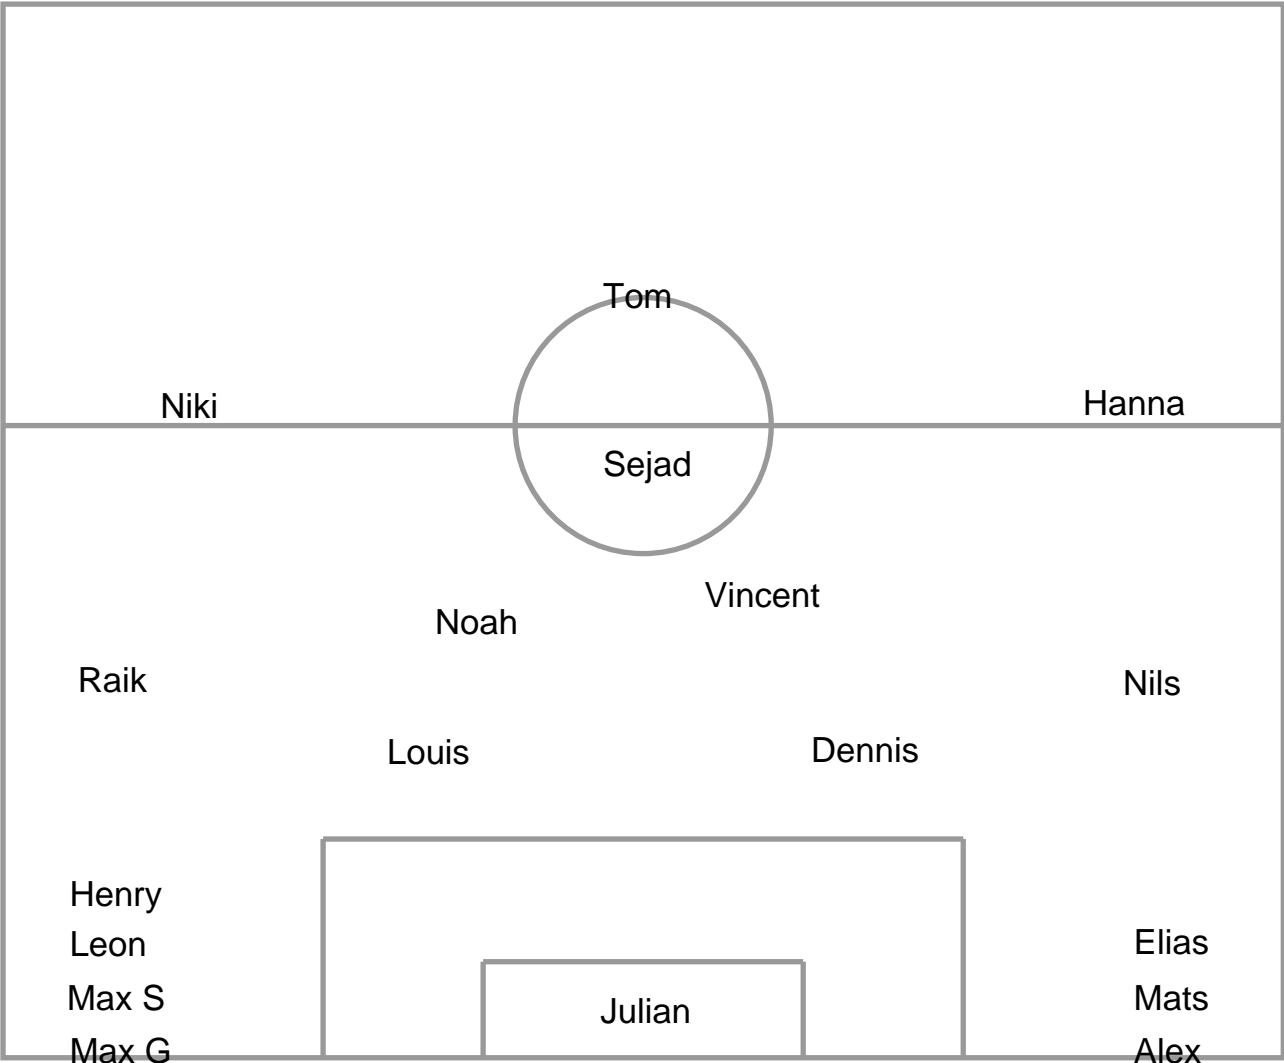 Tom
Niki
Hanna
Sejad
Vincent
Noah
Raik
Nils
Louis
Dennis
Henry
Leon
Elias
Max S
Mats
Julian
Max G
Alex